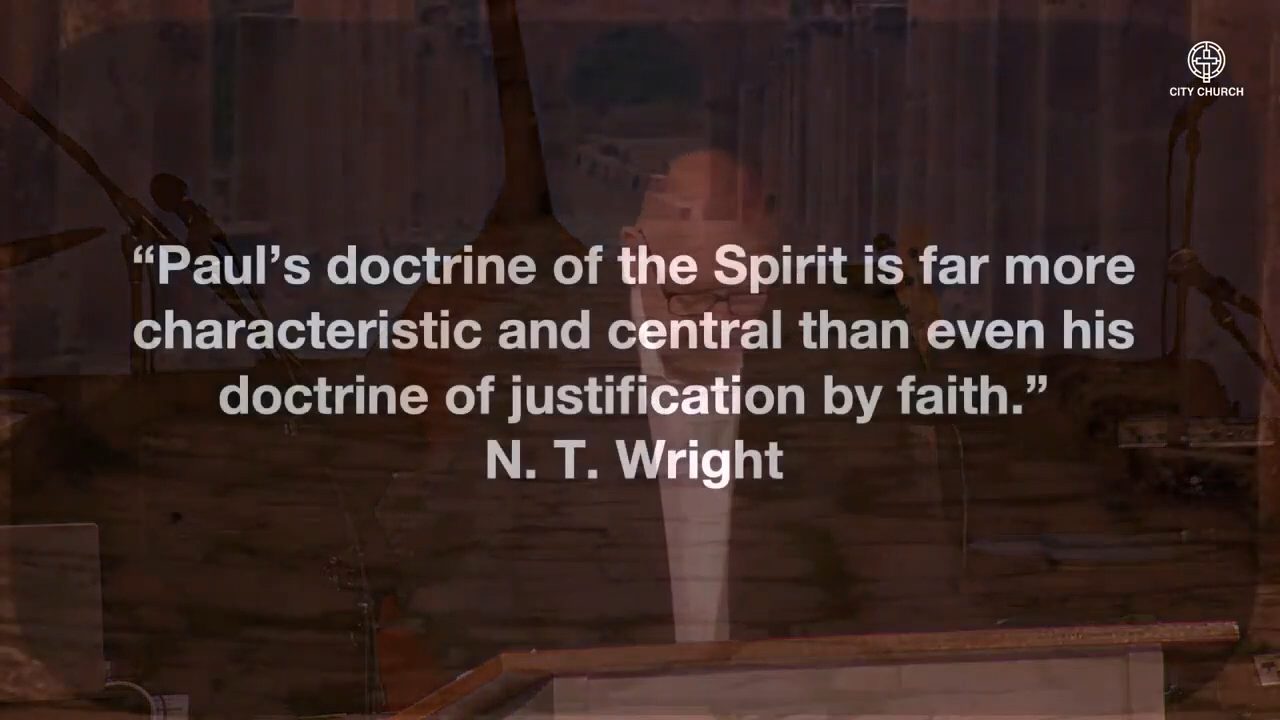 CITY CHURCH
“Paul’s doctrine of the Spirit is far more
characteristic and central than even his
doctrine of justification by faith.”
N. T. Wright